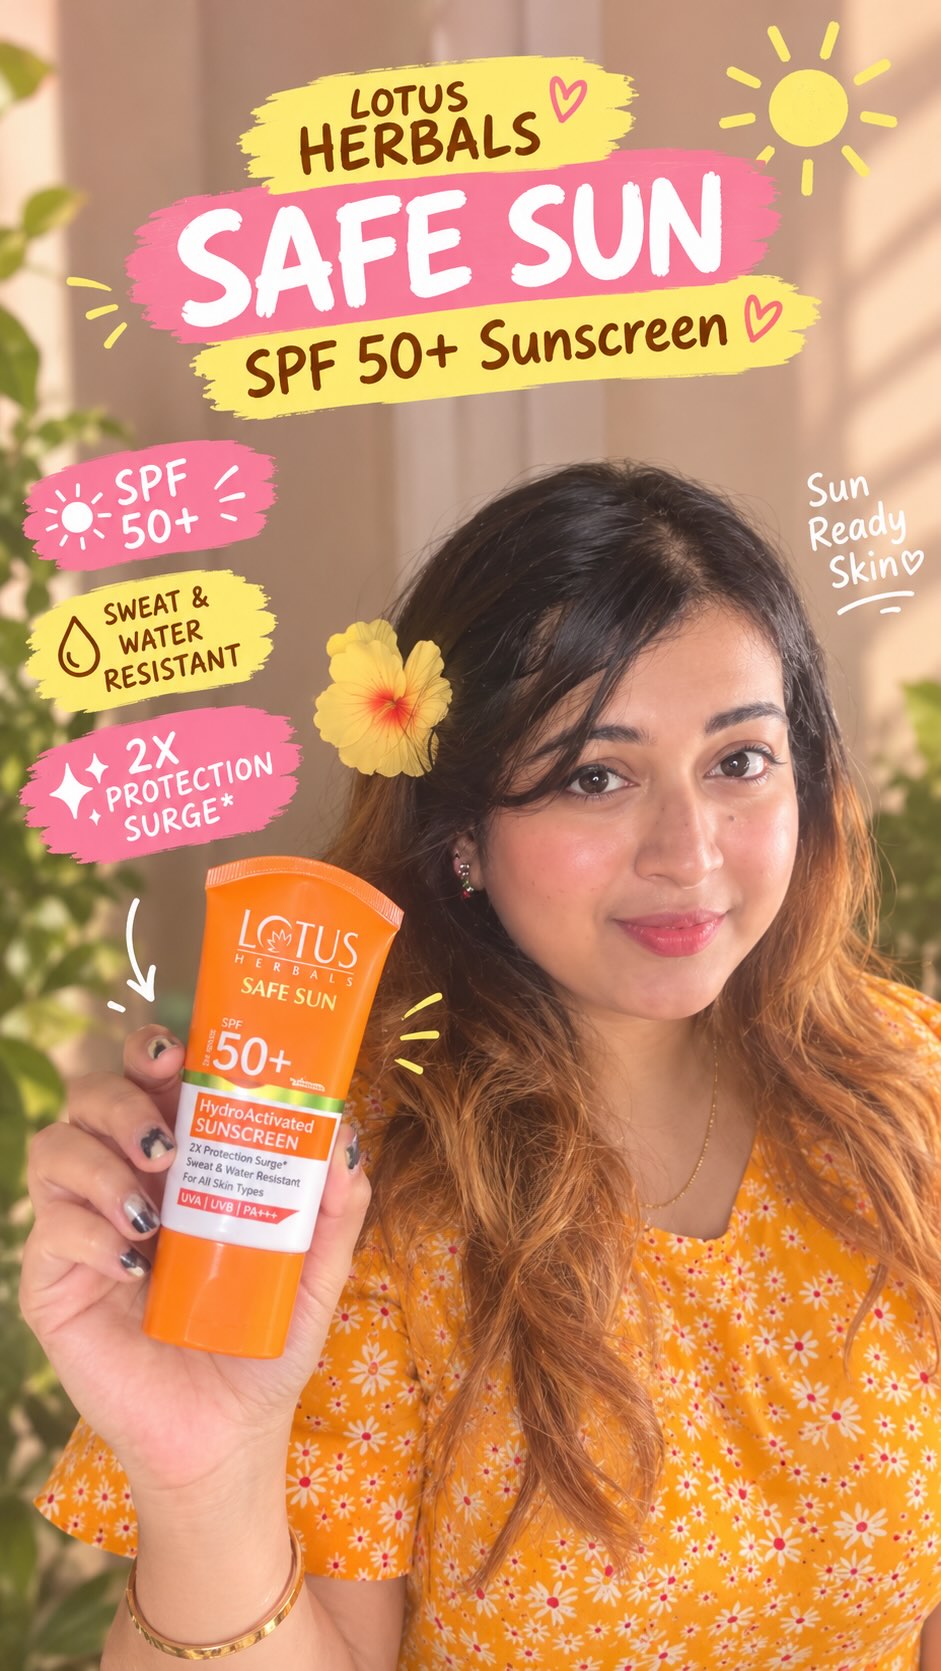 LOTUS
HERBALS
SAFE SUN
SPF 50+ Sunscreen
SPF
50+
SWEAT &
WATER
RESISTANT
2X
PROTECTION
SURGE*
Sun
Ready
Skin
LOTUS
HERBALS
SAFE SUN
SPF
50+
HydroActivated
SUNSCREEN
2X Protection Surge*
Sweat & Water Resistant
For All Skin Types
UVA | UVB | PA+++